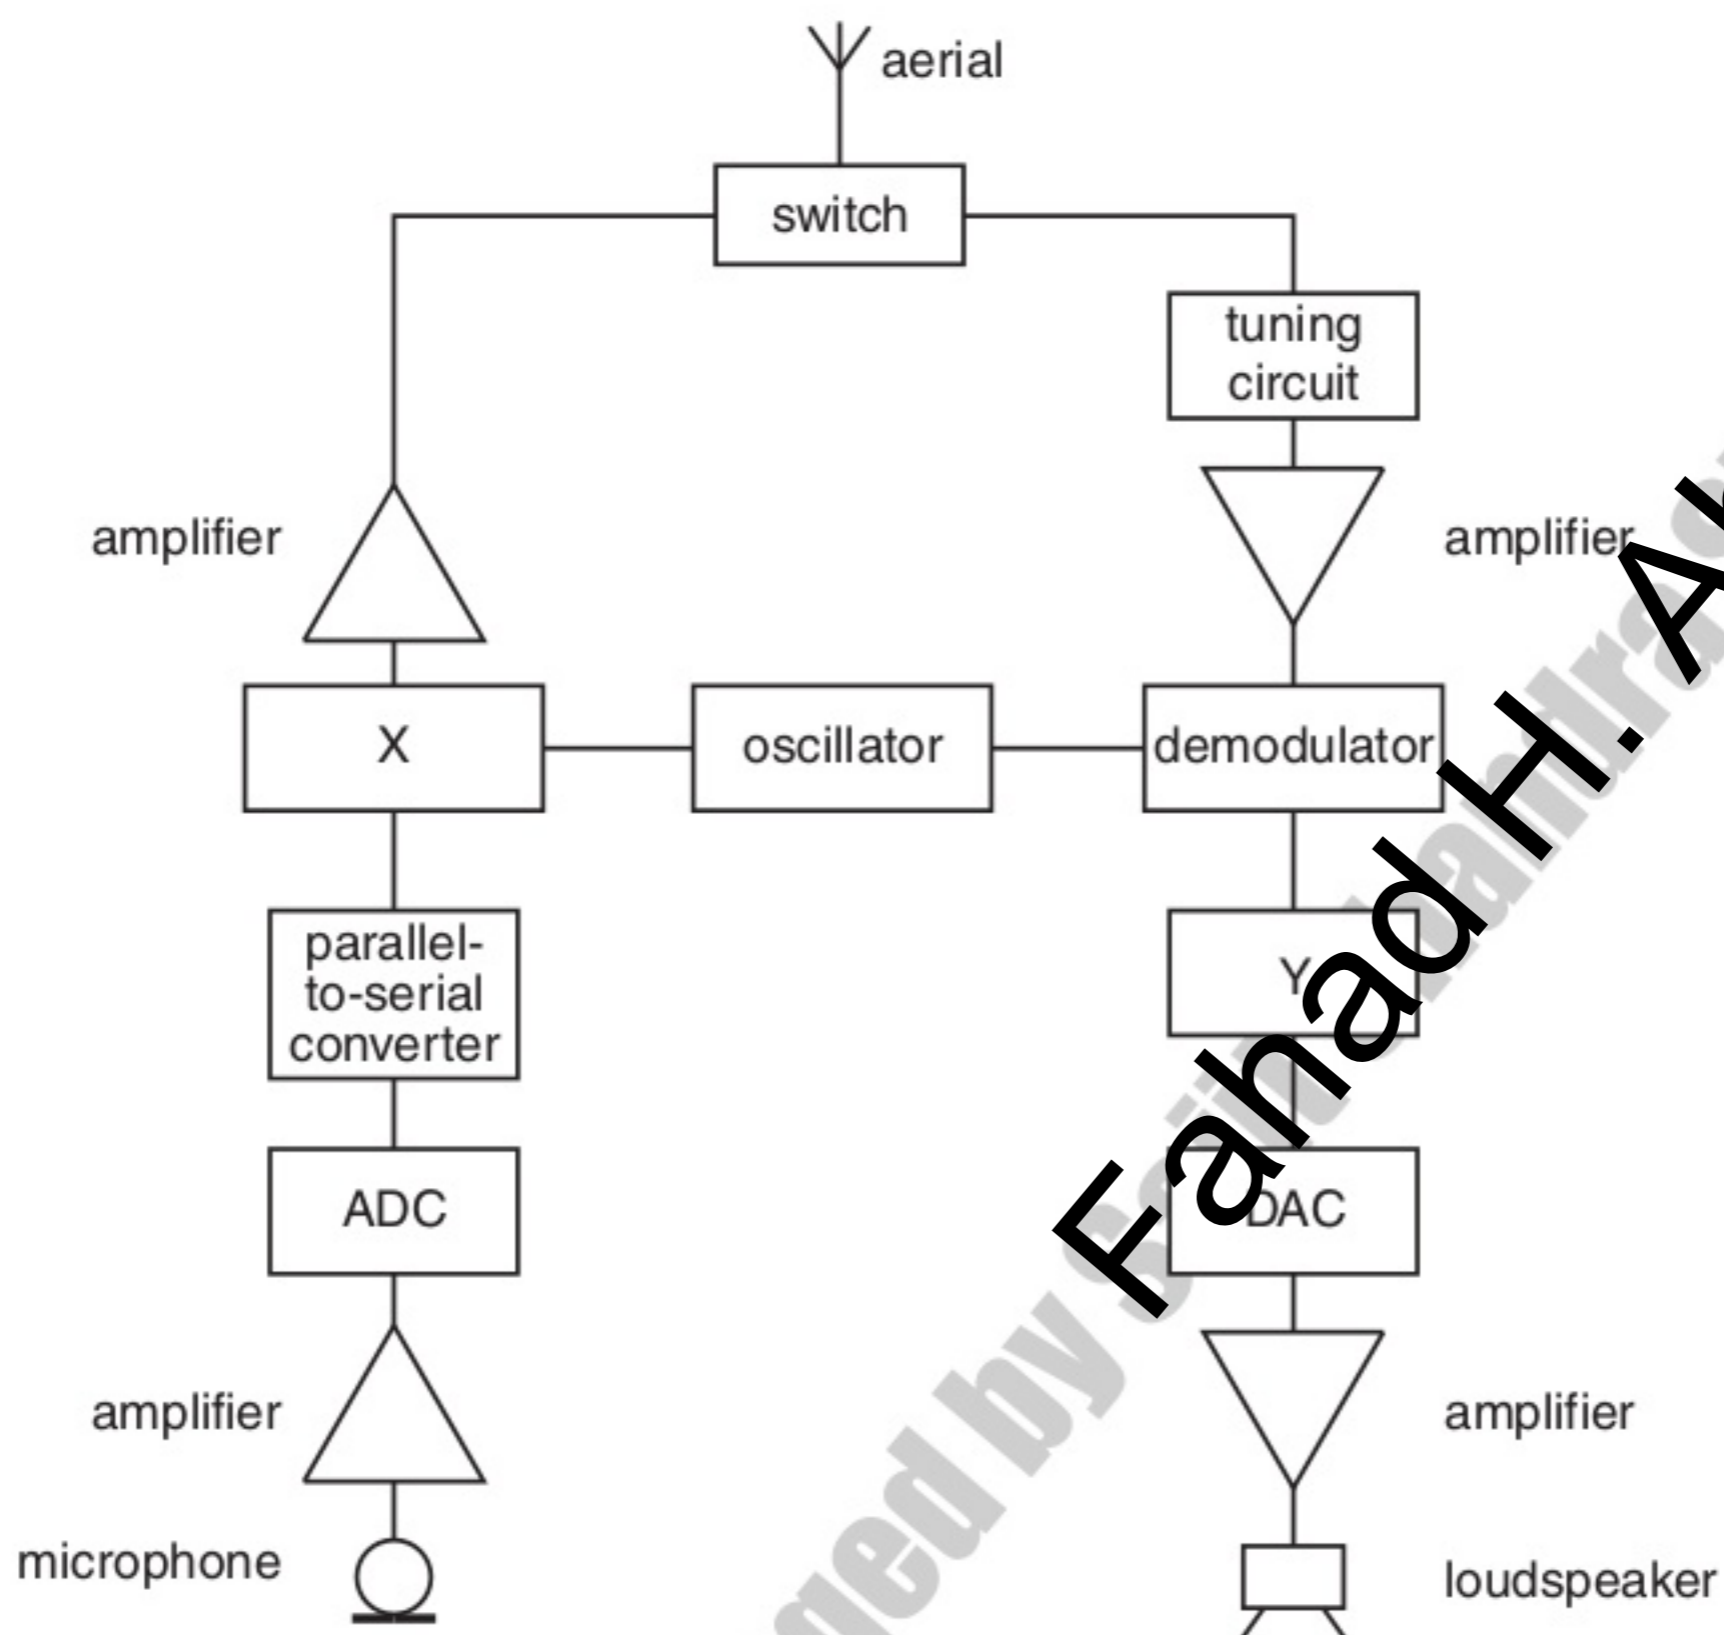 aerial
switch
tuning
circuit
amplifier
amplifier
X
oscillator
demodulator
parallel-
to-serial
converter
Y
ADC
DAC
amplifier
amplifier
microphone
loudspeaker
Fahad H.
by